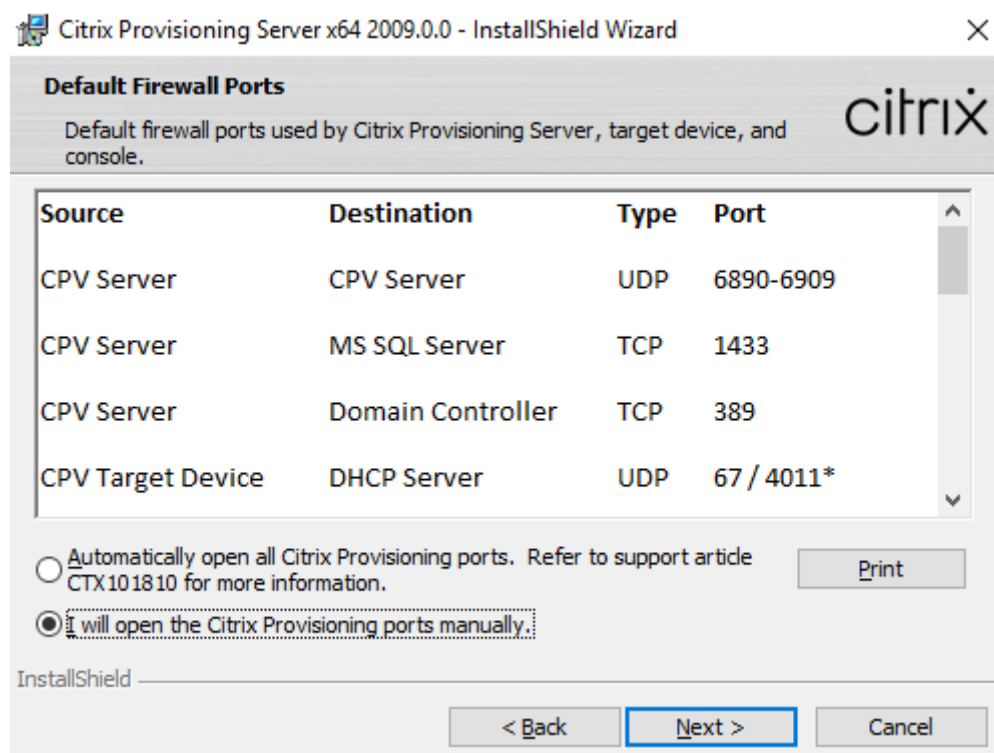 Citrix Provisioning Server x64 2009.0.0 - InstallShield Wizard
Default Firewall Ports
Default firewall ports used by Citrix Provisioning Server, target device, and
console.
citrix
Source Destination Type Port
CPV Server CPV Server UDP 6890-6909
CPV Server MS SQL Server TCP 1433
CPV Server Domain Controller TCP 389
CPV Target Device DHCP Server UDP 67 / 4011*
Automatically open all Citrix Provisioning ports. Refer to support article
CTX101810 for more information.
Print
I will open the Citrix Provisioning ports manually.
InstallShield
< Back Next > Cancel